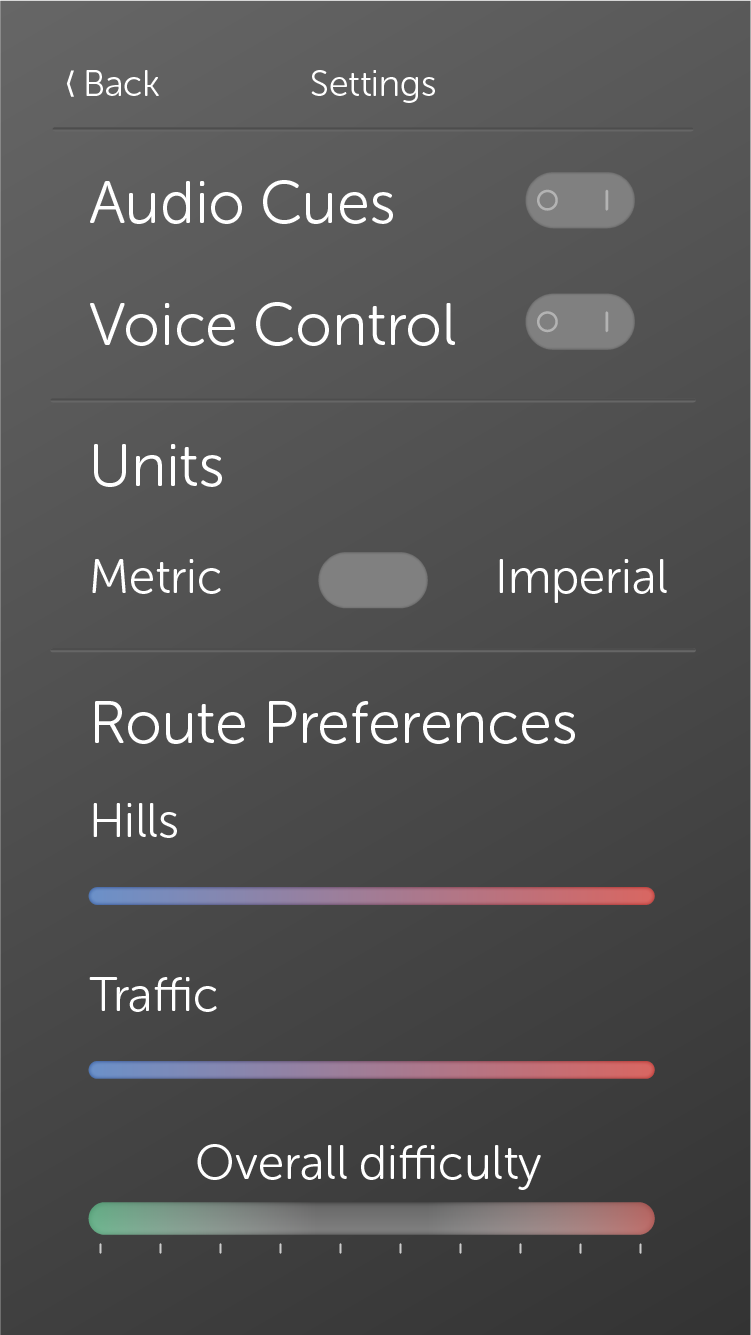 ⟨ Back Settings
Audio Cues
Voice Control
Units
Metric Imperial
Route Preferences
Hills
Traffic
Overall difficulty